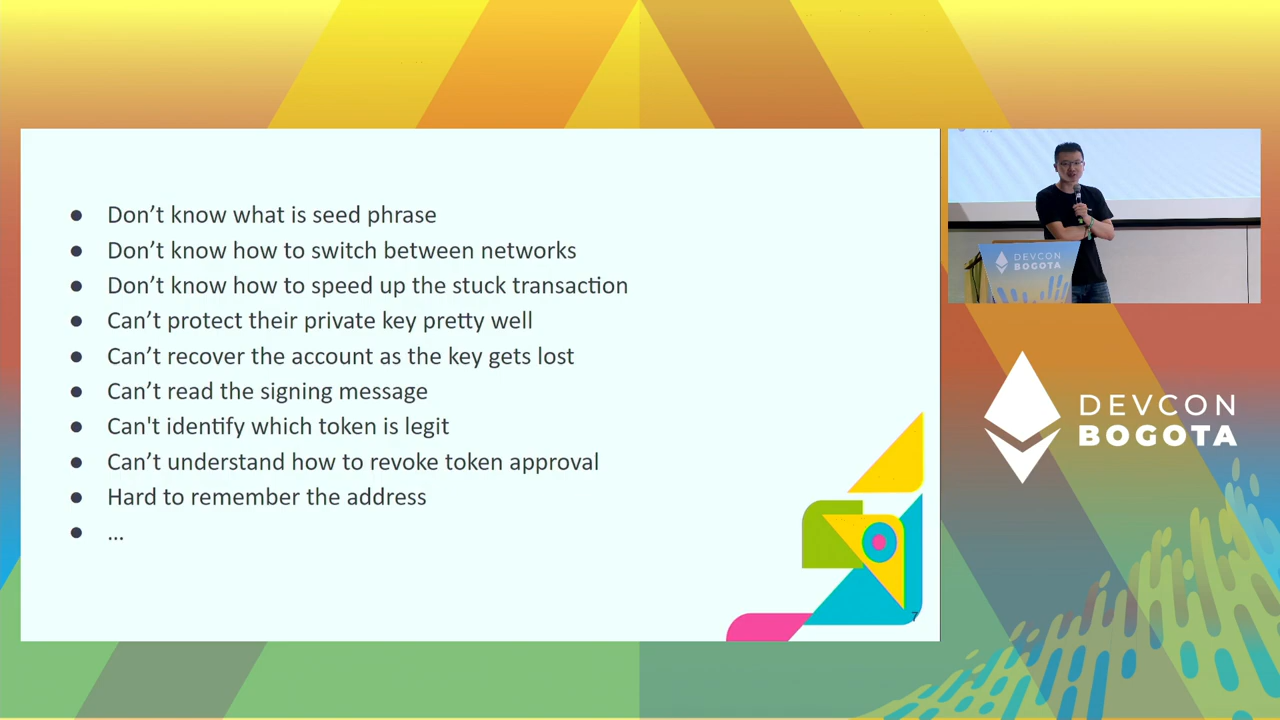 ● Don’t know what is seed phrase
● Don’t know how to switch between networks
● Don’t know how to speed up the stuck transaction
● Can’t protect their private key pretty well
● Can’t recover the account as the key gets lost
● Can’t read the signing message
● Can't identify which token is legit
● Can’t understand how to revoke token approval
● Hard to remember the address
● ...
7
DEVCON
BOGOTA
DEVCON
BOGOTA